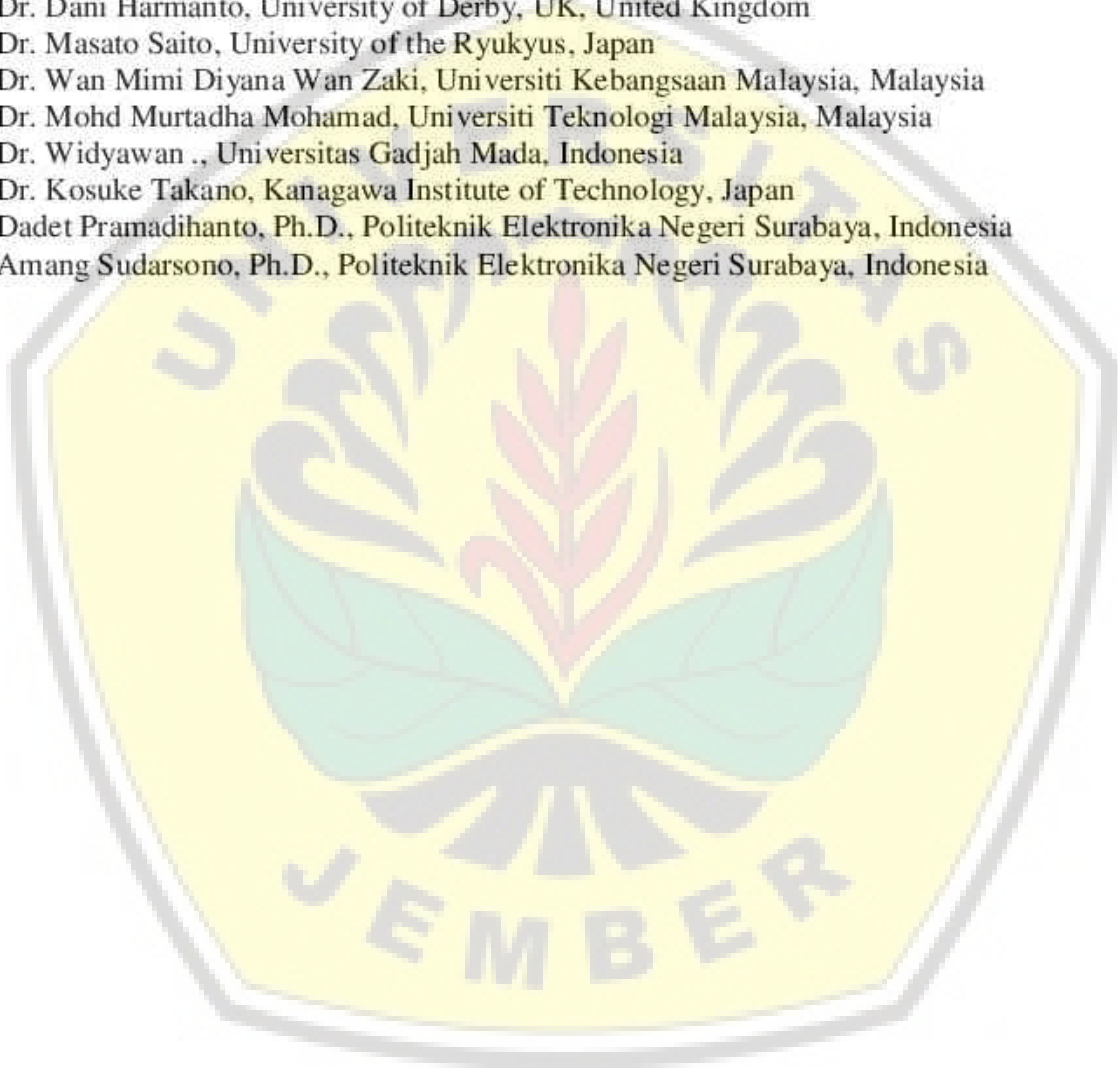 Dr. Dani Harmanto, University of Derby, UK, United Kingdom
Dr. Masato Saito, University of the Ryukyus, Japan
Dr. Wan Mimi Diyana Wan Zaki, Universiti Kebangsaan Malaysia, Malaysia
Dr. Mohd Murtadha Mohamad, Universiti Teknologi Malaysia, Malaysia
Dr. Widyawan ., Universitas Gadjah Mada, Indonesia
Dr. Kosuke Takano, Kanagawa Institute of Technology, Japan
Dadet Pramadihanto, Ph.D., Politeknik Elektronika Negeri Surabaya, Indonesia
Amang Sudarsono, Ph.D., Politeknik Elektronika Negeri Surabaya, Indonesia
UNIVERSITAS
JEMBER